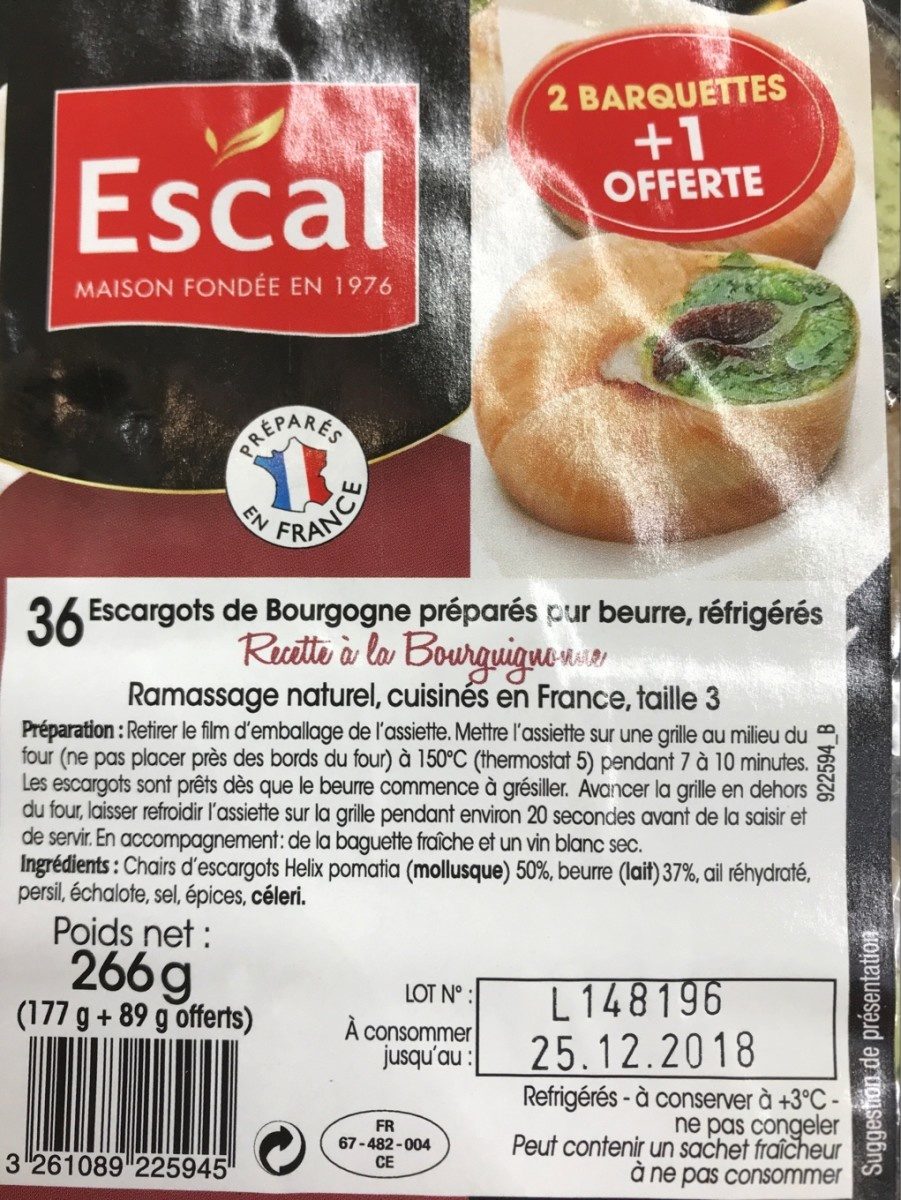 Escal
MAISON FONDÉE EN 1976
2 BARQUETTES
+1
OFFERTE
PRÉPARÉS
EN FRANCE
36 Escargots de Bourgogne préparés pur beurre, réfrigérés
Recette à la Bourguignonne
Ramassage naturel, cuisinés en France, taille 3
Préparation : Retirer le film d'emballage de l'assiette. Mettre l'assiette sur une grille au milieu du
four (ne pas placer près des bords du four) à 150°C (thermostat 5) pendant 7 à 10 minutes.
Les escargots sont prêts dès que le beurre commence à grésiller. Avancer la grille en dehors
du four, laisser refroidir l'assiette sur la grille pendant environ 20 secondes avant de la saisir et
de servir. En accompagnement: de la baguette fraîche et un vin blanc sec.
Ingrédients : Chairs d'escargots Helix pomatia (mollusque) 50%, beurre (lait) 37%, ail réhydraté,
persil, échalote, sel, épices, céleri.
922594_B
Poids net :
266 g
(177 g + 89 g offerts)
LOT N° :
L148196
À consommer
jusqu'au :
25.12.2018
Refrigérés - à conserver à +3°C -
ne pas congeler
Peut contenir un sachet fraîcheur
à ne pas consommer
FR
67-482-004
CE
3 261089 225945
Suggestion de présentation